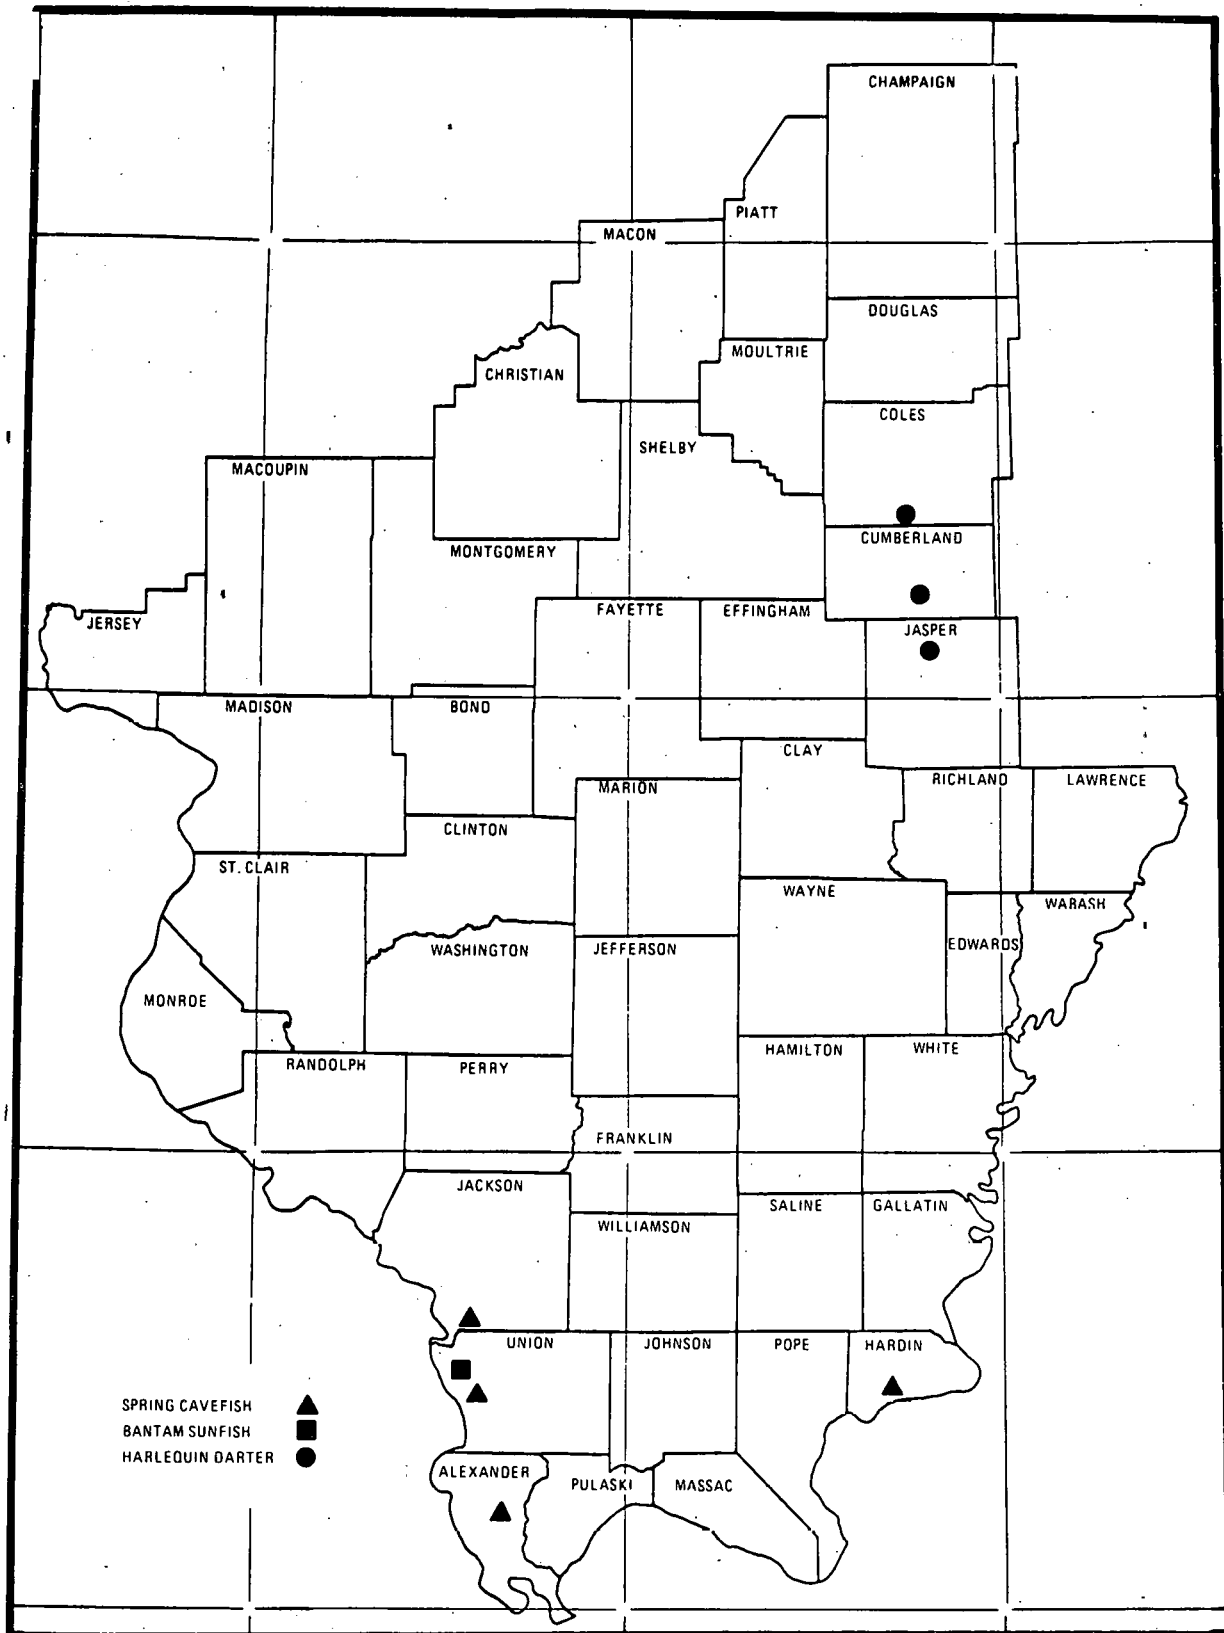 CHAMPAIGN
PIATT
MACON
DOUGLAS
MOULTRIE
CHRISTIAN
COLES
SHELBY
MACOUPIN
CUMBERLAND
MONTGOMERY
FAYETTE
EFFINGHAM
JERSEY
JASPER
MADISON
BOND
CLAY
RICHLAND
LAWRENCE
MARION
CLINTON
ST. CLAIR
WAYNE
WABASH
EDWARDS
WASHINGTON
JEFFERSON
MONROE
HAMILTON
WHITE
RANDOLPH
PERRY
FRANKLIN
JACKSON
SALINE
GALLATIN
WILLIAMSON
UNION
JOHNSON
POPE
HARDIN
SPRING CAVEFISH
BANTAM SUNFISH
HARLEQUIN DARTER
ALEXANDER
PULASKI
MASSAC